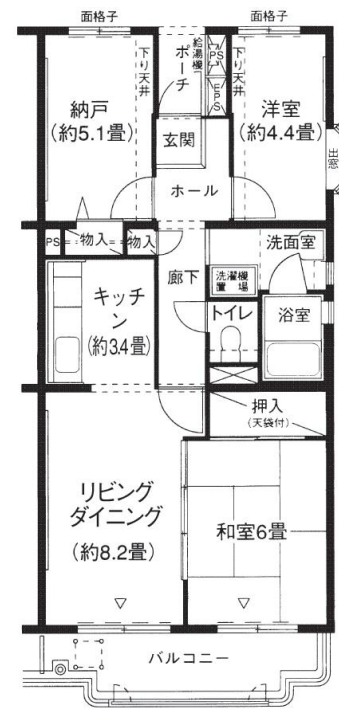 面格子
面格子
下り天井
ポーチ
給湯機
PS
EPS
下り天井
納戸
(約5.1畳)
洋室
(約4.4畳)
玄関
出窓
ホール
PS
物入
物入
廊下
洗面室
洗濯機
置場
キッチ
ン
(約3.4畳)
トイレ
浴室
押入
(天袋付)
リビング
ダイニング
(約8.2畳)
和室6畳
バルコニー